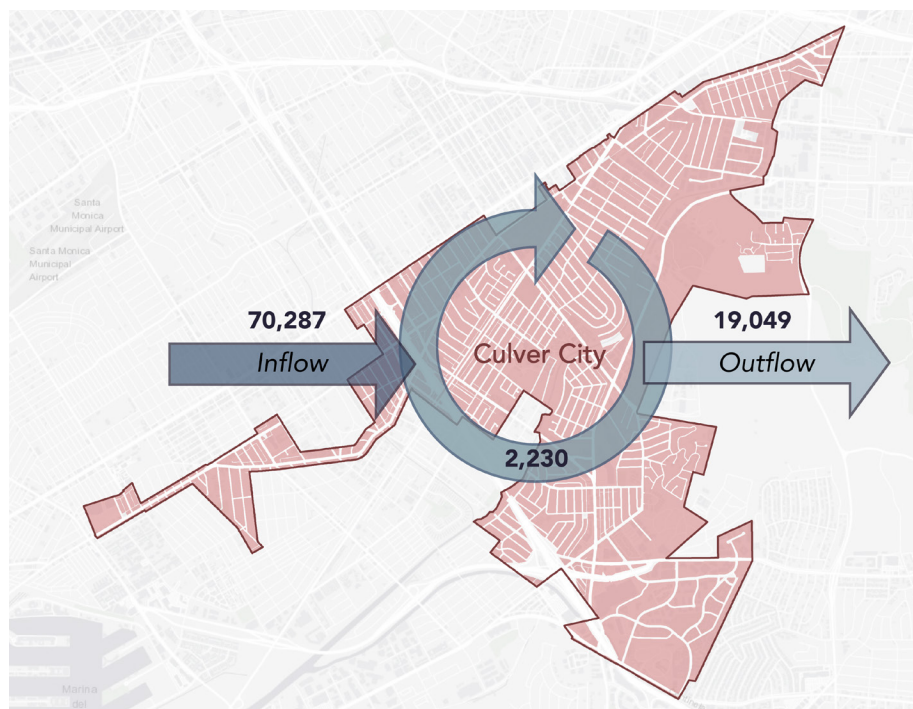 Santa
Monica
Municipal Airport
Santa Monica
Municipal
Airport
70,287
Inflow
Culver City
19,049
Outflow
2,230
Marina
del